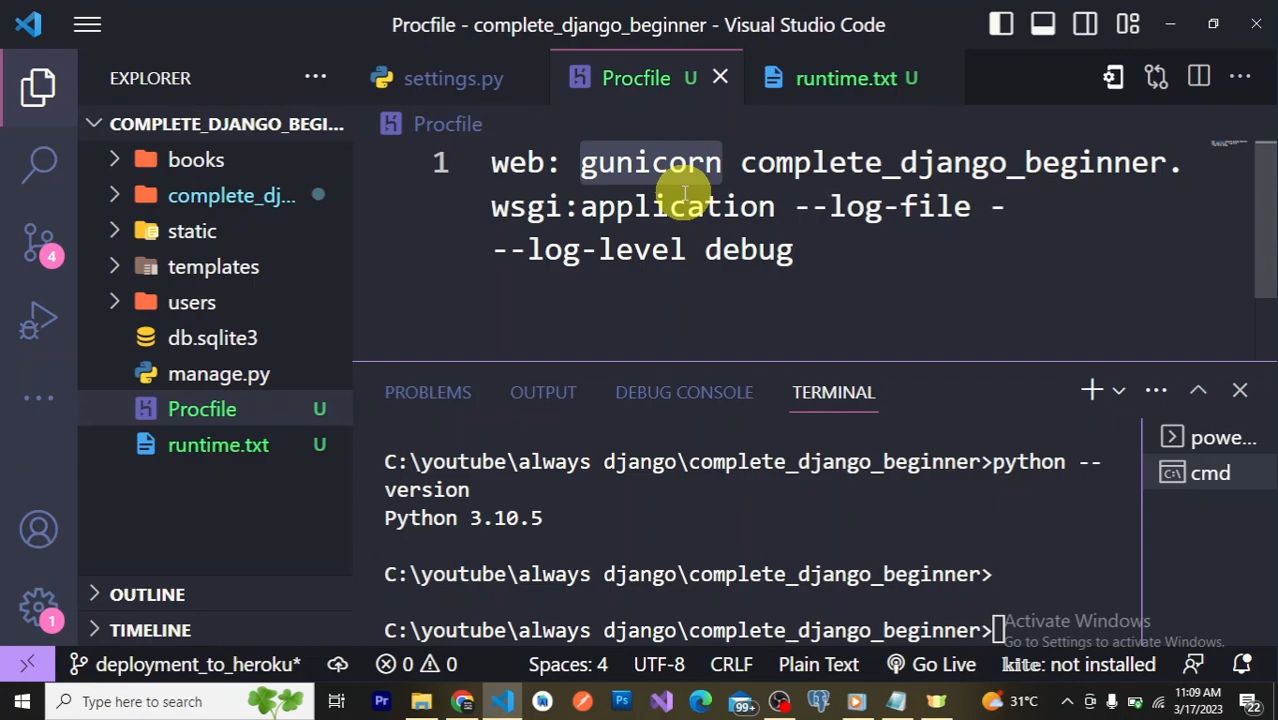 Procfile - complete_django_beginner - Visual Studio Code
EXPLORER
settings.py
Procfile U
runtime.txt U
COMPLETE_DJANGO_BEGI...
books
complete_dj...
static
templates
users
db.sqlite3
manage.py
Procfile U
runtime.txt U
OUTLINE
TIMELINE
4
1
Procfile
1 web: gunicorn complete_django_beginner.
wsgi:application --log-file -
--log-level debug
PROBLEMS OUTPUT DEBUG CONSOLE TERMINAL
C:\youtube\always django\complete_django_beginner>python --
version
Python 3.10.5
C:\youtube\always django\complete_django_beginner>
C:\youtube\always django\complete_django_beginner>
powe...
cmd
Activate Windows
Go to Settings to activate Windows.
deployment_to_heroku* 0 0 Spaces: 4 UTF-8 CRLF Plain Text Go Live kite: not installed
Type here to search
Pr
Ps
99+
31°C
11:09 AM
3/17/2023
22